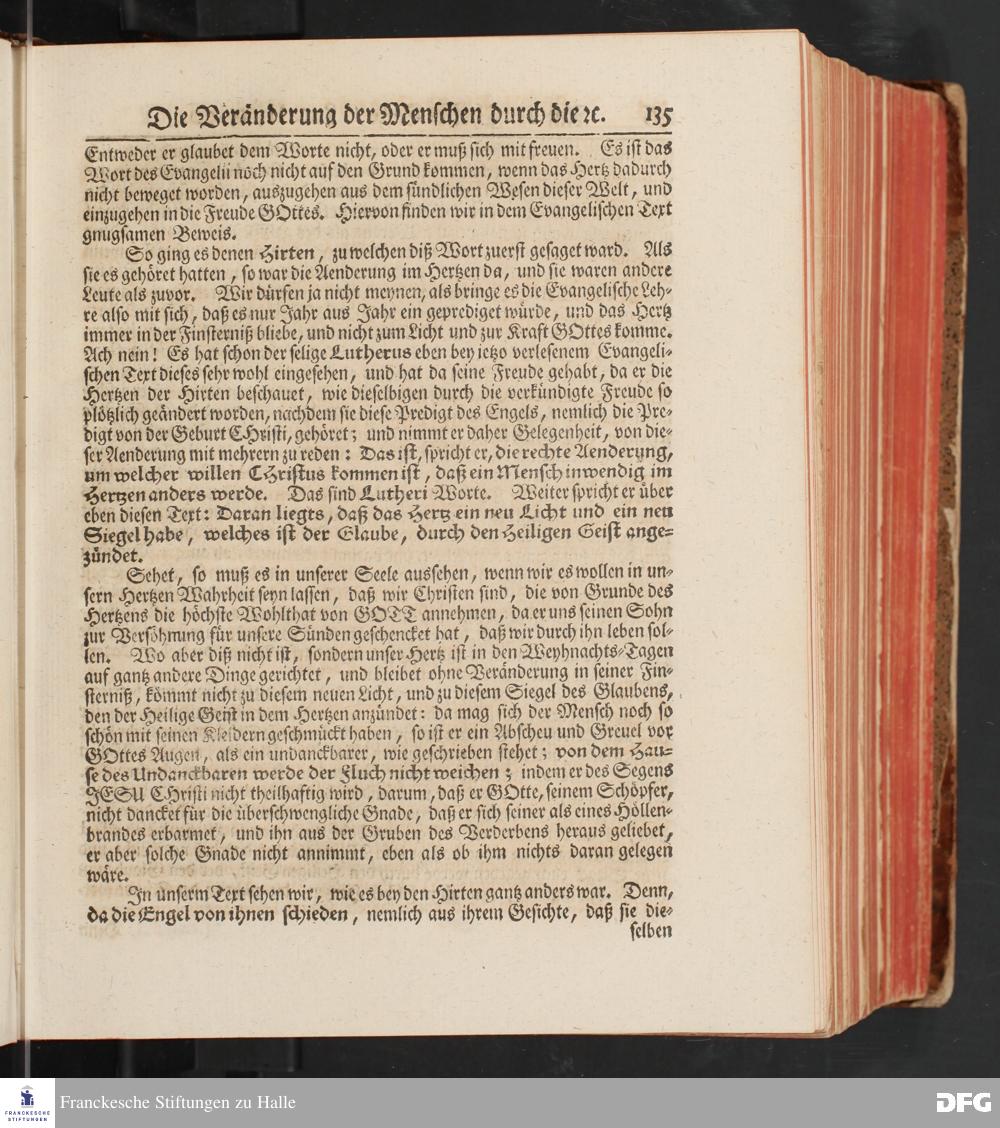 Die Veränderung der Menschen durch die ꝛc. 135
Entweder er glaubet dem Worte nicht, oder er muß sich mit freuen. Es ist das
Wort des Evangelii noch nicht auf den Grund kommen, wenn das Hertz dadurch
nicht beweget worden, auszugehen aus dem sündlichen Wesen dieser Welt, und
einzugehen in die Freude GOttes. Hiervon finden wir in dem Evangelischen Text
gnugsamen Beweis.
So ging es denen Hirten, zu welchen diß Wort zuerst gesaget ward. Als
sie es gehöret hatten, so war die Aenderung im Hertzen da, und sie waren andere
Leute als zuvor. Wir dürfen ja nicht meynen, als bringe es die Evangelische Leh-
re also mit sich, daß es nur Jahr aus Jahr ein geprediget würde, und das Hertz
immer in der Finsterniß bliebe, und nicht zum Licht und zur Kraft GOttes komme.
Ach nein! Es hat schon der selige Lutherus eben bey ietzo verlesenem Evangeli-
schen Text dieses sehr wohl eingesehen, und hat da seine Freude gehabt, da er die
Hertzen der Hirten beschauet, wie dieselbigen durch die verkündigte Freude so
plötzlich geändert worden, nachdem sie diese Predigt des Engels, nemlich die Pre-
digt von der Geburt CHristi, gehöret; und nimmt er daher Gelegenheit, von die-
ser Aenderung mit mehrern zu reden: Das ist, spricht er, die rechte Aenderung,
um welcher willen CHristus kommen ist, daß ein Mensch inwendig im
Hertzen anders werde. Das sind Lutheri Worte. Weiter spricht er über
eben diesen Text: Daran liegts, daß das Hertz ein neu Licht und ein neu
Siegel habe, welches ist der Glaube, durch den Heiligen Geist ange-
zündet.
Sehet, so muß es in unserer Seele aussehen, wenn wir es wollen in un-
sern Hertzen Wahrheit seyn lassen, daß wir Christen sind, die von Grunde des
Hertzens die höchste Wohlthat von GOTT annehmen, da er uns seinen Sohn
zur Versöhnung für unsere Sünden geschencket hat, daß wir durch ihn leben sol-
len. Wo aber diß nicht ist, sondern unser Hertz ist in den Weyhnachts-Tagen
auf gantz andere Dinge gerichtet, und bleibet ohne Veränderung in seiner Fin-
sterniß, kömmt nicht zu diesem neuen Licht, und zu diesem Siegel des Glaubens,
den der Heilige Geist in dem Hertzen anzündet: da mag sich der Mensch noch so
schön mit seinen Kleidern geschmückt haben, so ist er ein Abscheu und Greuel vor
GOttes Augen, als ein undanckbarer, wie geschrieben stehet; von dem Hau-
se des Undanckbaren werde der Fluch nicht weichen; indem er des Segens
JESU CHristi nicht theilhaftig wird, darum, daß er GOtte, seinem Schöpfer,
nicht dancket für die überschwengliche Gnade, daß er sich seiner als eines Höllen-
brandes erbarmet, und ihn aus der Gruben des Verderbens heraus geliebet,
er aber solche Gnade nicht annimmt, eben als ob ihm nichts daran gelegen
wäre.
In unserm Text sehen wir, wie es bey den Hirten gantz anders war. Denn,
da die Engel von ihnen schieden, nemlich aus ihrem Gesichte, daß sie die-
selben
FRANCKESCHE
STIFTUNGEN
Franckesche Stiftungen zu Halle
DFG